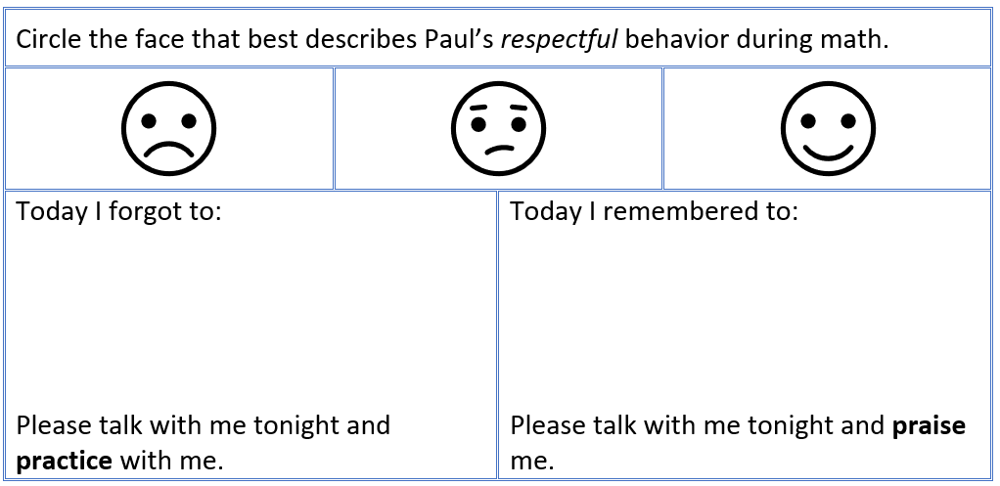 Circle the face that best describes Paul’s respectful behavior during math.
Today I forgot to:
Please talk with me tonight and
practice with me.
Today I remembered to:
Please talk with me tonight and praise
me.